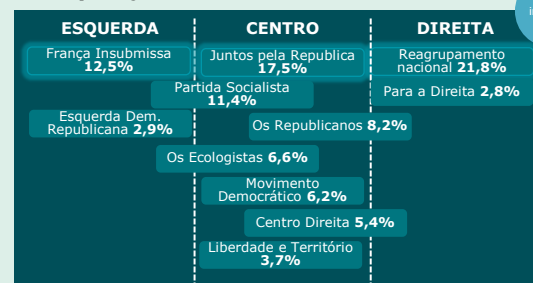 ESQUERDA
CENTRO
DIREITA
França Insubmissa
12,5%
Juntos pela Republica
17,5%
Reagrupamento
nacional 21,8%
Partida Socialista
11,4%
Para a Direita 2,8%
Esquerda Dem.
Republicana 2,9%
Os Republicanos 8,2%
Os Ecologistas 6,6%
Movimento
Democrático 6,2%
Centro Direita 5,4%
Liberdade e Território
3,7%